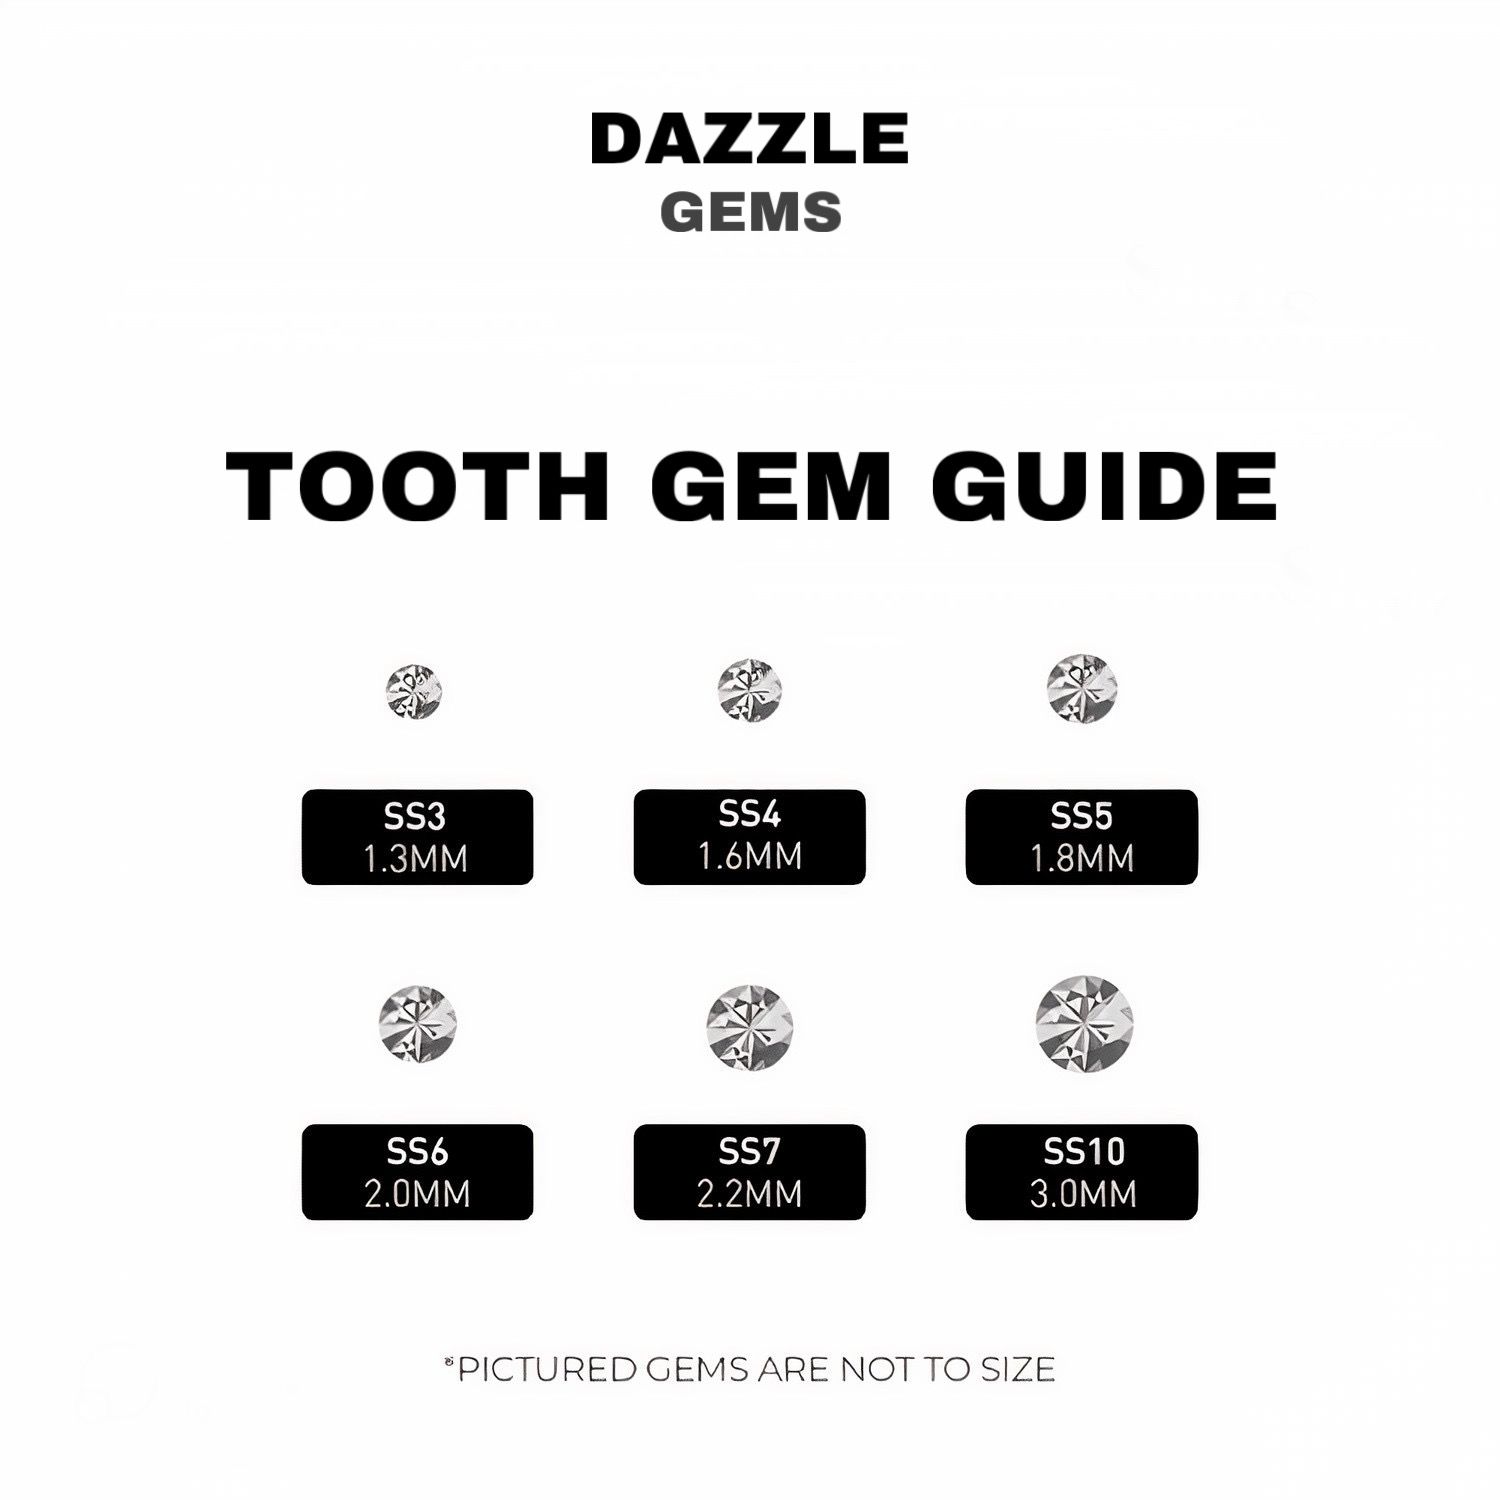 DAZZLE
GEMS
TOOTH GEM GUIDE
SS3
1.3MM
SS4
1.6MM
SS5
1.8MM
SS6
2.0MM
SS7
2.2MM
SS10
3.0MM
*PICTURED GEMS ARE NOT TO SIZE